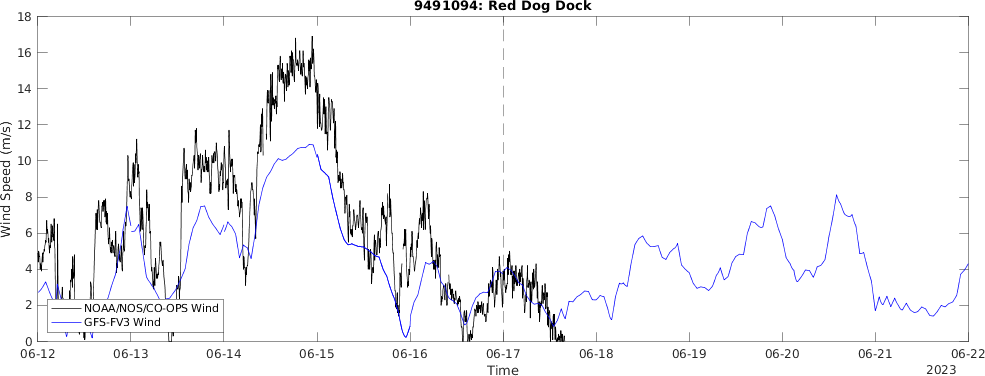 9491094: Red Dog Dock
Wind Speed (m/s)
18
16
14
12
10
8
6
4
2
0
NOAA/NOS/CO-OPS Wind
GFS-FV3 Wind
06-12 06-13 06-14 06-15 06-16 06-17 06-18 06-19 06-20 06-21 06-22
Time
2023